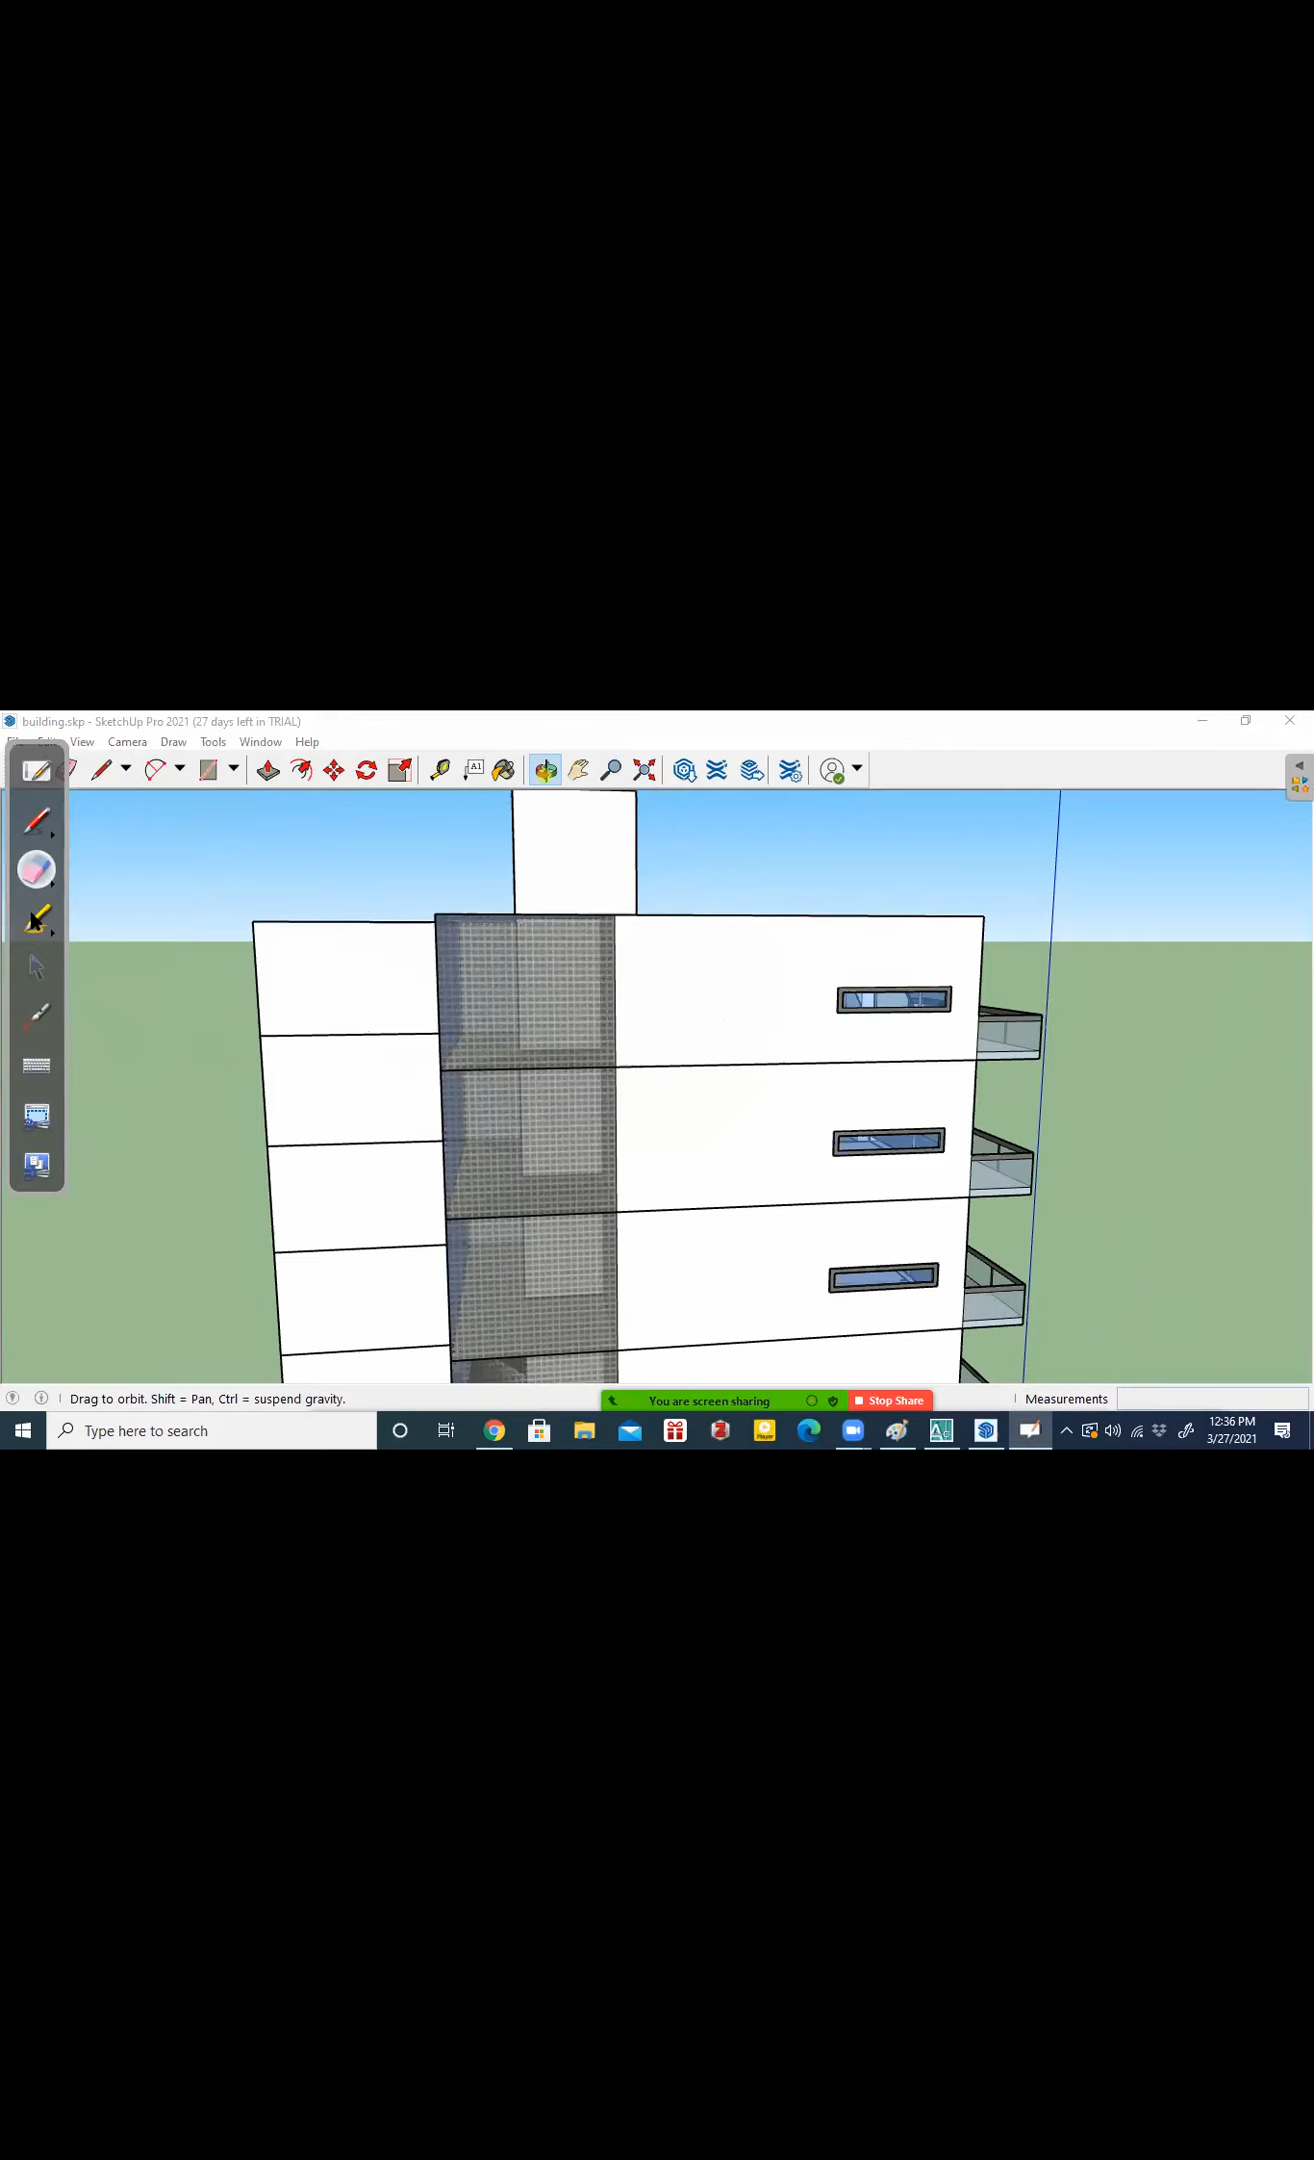 building.skp - SketchUp Pro 2021 (27 days left in TRIAL)
View Camera Draw Tools Window Help
A1
Drag to orbit. Shift = Pan, Ctrl = suspend gravity.
You are screen sharing
Stop Share
Measurements
Type here to search
Player
12:36 PM
3/27/2021